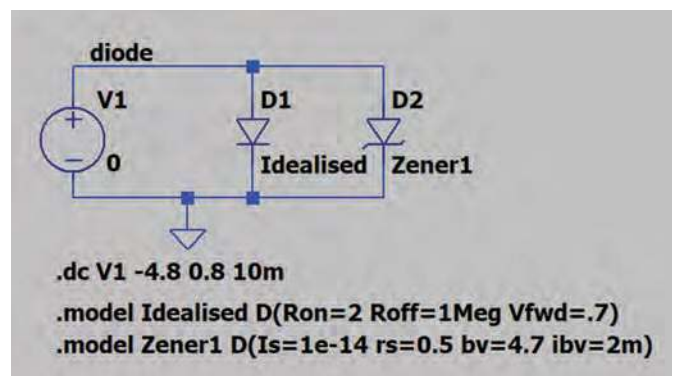 diode
V1
D1
D2
+
−
0
Idealised
Zener1
.dc V1 -4.8 0.8 10m
.model Idealised D(Ron=2 Roff=1Meg Vfwd=.7)
.model Zener1 D(Is=1e-14 rs=0.5 bv=4.7 ibv=2m)